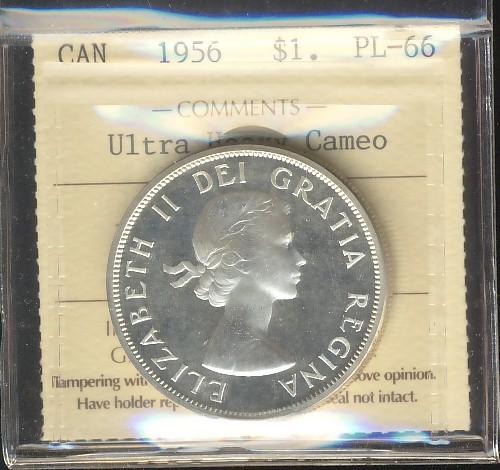 CAN 1956 $1. PL-66
— COMMENTS —
Ultra Heavy Cameo
ELIZABETH II DEI GRATIA REGINA
Tampering with ove opinion.
Have holder rep eal not intact.